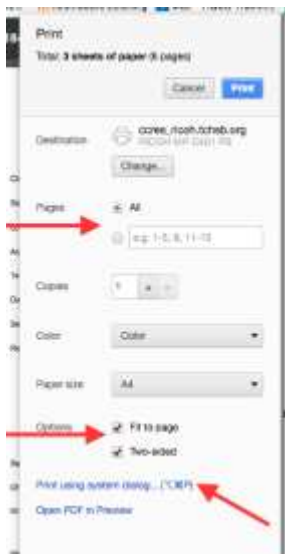 Print
Total: 3 sheets of paper (6 pages)
Cancel Print
Destination
Change...
Pages All
e.g. 1-5, 8, 11-13
Copies
+ -
Color Color
Paper size A4
Options Fit to page
Two-sided
Print using system dialog... (⌥⌘P)
Open PDF in Preview